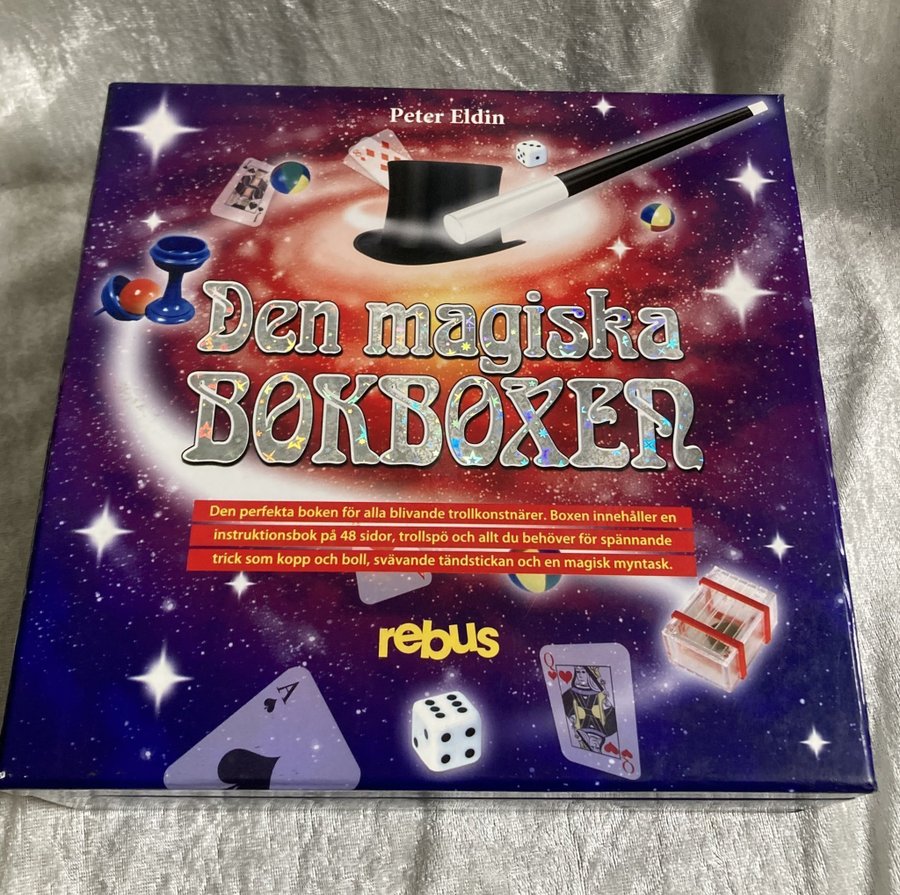 Peter Eldin
Den magiska
BOKBOXEN
Den perfekta boken för alla blivande trollkonstnärer. Boxen innehåller en
instruktionsbok på 48 sidor, trollspö och allt du behöver för spännande
trick som kopp och boll, svävande tändstickan och en magisk myntask.
rebus
A
Q
Q